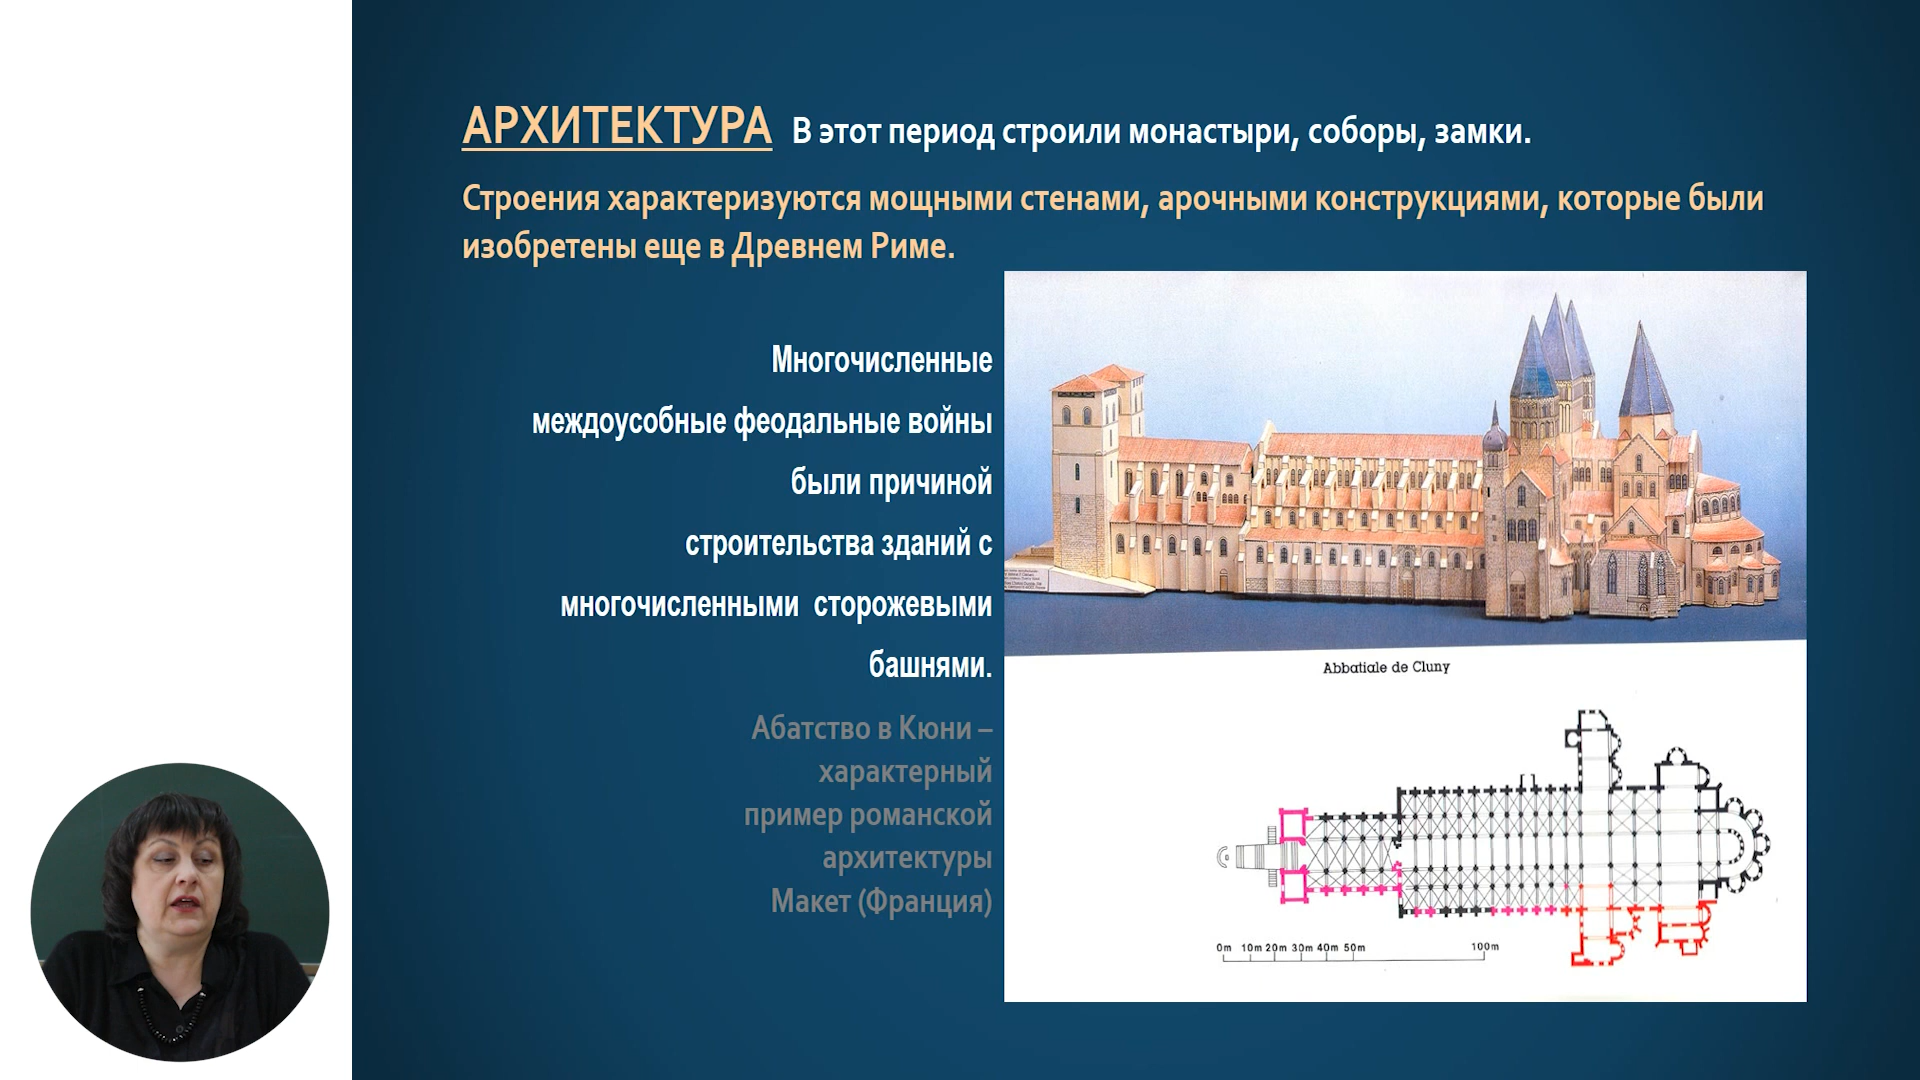 АРХИТЕКТУРА В этот период строили монастыри, соборы, замки.
Строения характеризуются мощными стенами, арочными конструкциями, которые были
изобретены еще в Древнем Риме.
Многочисленные
междоусобные феодальные войны
были причиной
строительства зданий с
многочисленными сторожевыми
башнями.
Абатство в Кюни –
характерный
пример романской
архитектуры
Макет (Франция)
Abbatiale de Cluny
0m 10m 20m 30m 40m 50m 100m